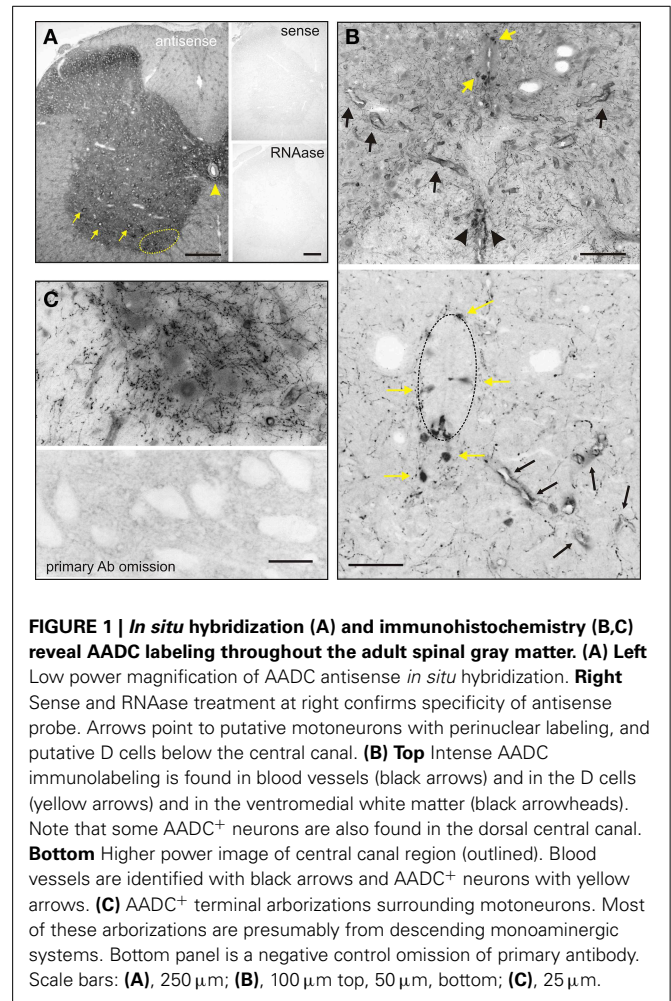 A
antisense
sense
RNAase
B
C
primary Ab omission
FIGURE 1 | In situ hybridization (A) and immunohistochemistry (B,C)
reveal AADC labeling throughout the adult spinal gray matter. (A) Left
Low power magnification of AADC antisense in situ hybridization. Right
Sense and RNAase treatment at right confirms specificity of antisense
probe. Arrows point to putative motoneurons with perinuclear labeling, and
putative D cells below the central canal. (B) Top Intense AADC
immunolabeling is found in blood vessels (black arrows) and in the D cells
(yellow arrows) and in the ventromedial white matter (black arrowheads).
Note that some AADC+ neurons are also found in the dorsal central canal.
Bottom Higher power image of central canal region (outlined). Blood
vessels are identified with black arrows and AADC+ neurons with yellow
arrows. (C) AADC+ terminal arborizations surrounding motoneurons. Most
of these arborizations are presumably from descending monoaminergic
systems. Bottom panel is a negative control omission of primary antibody.
Scale bars: (A), 250 μm; (B), 100 μm top, 50 μm, bottom; (C), 25 μm.